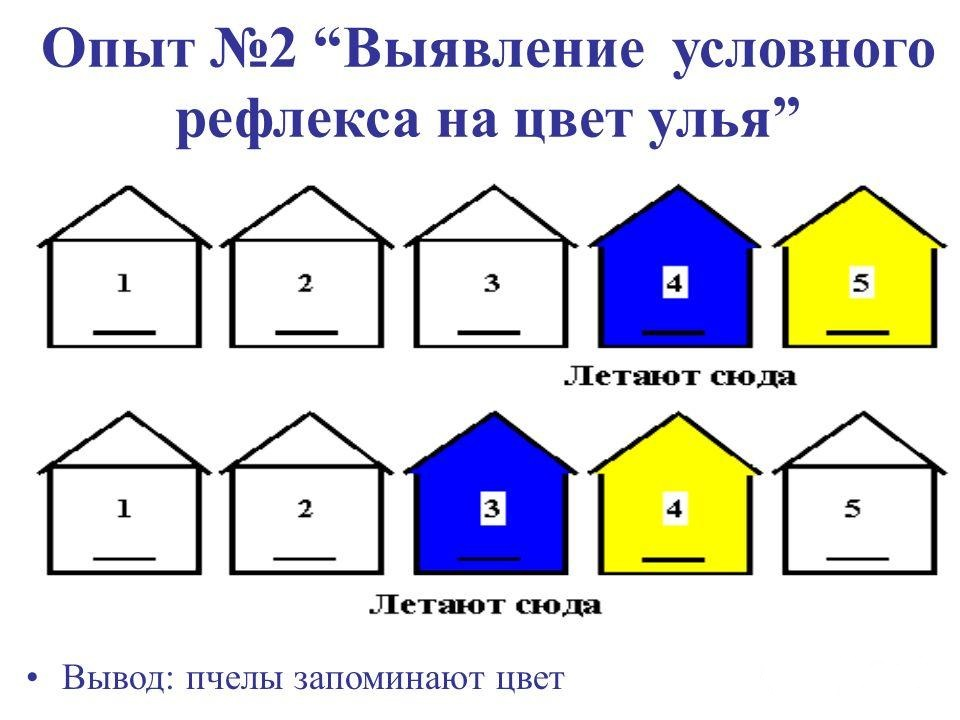 Опыт №2 “Выявление условного
рефлекса на цвет улья”
1 2 3 4 5
Летают сюда
1 2 3 4 5
Летают сюда
• Вывод: пчелы запоминают цвет